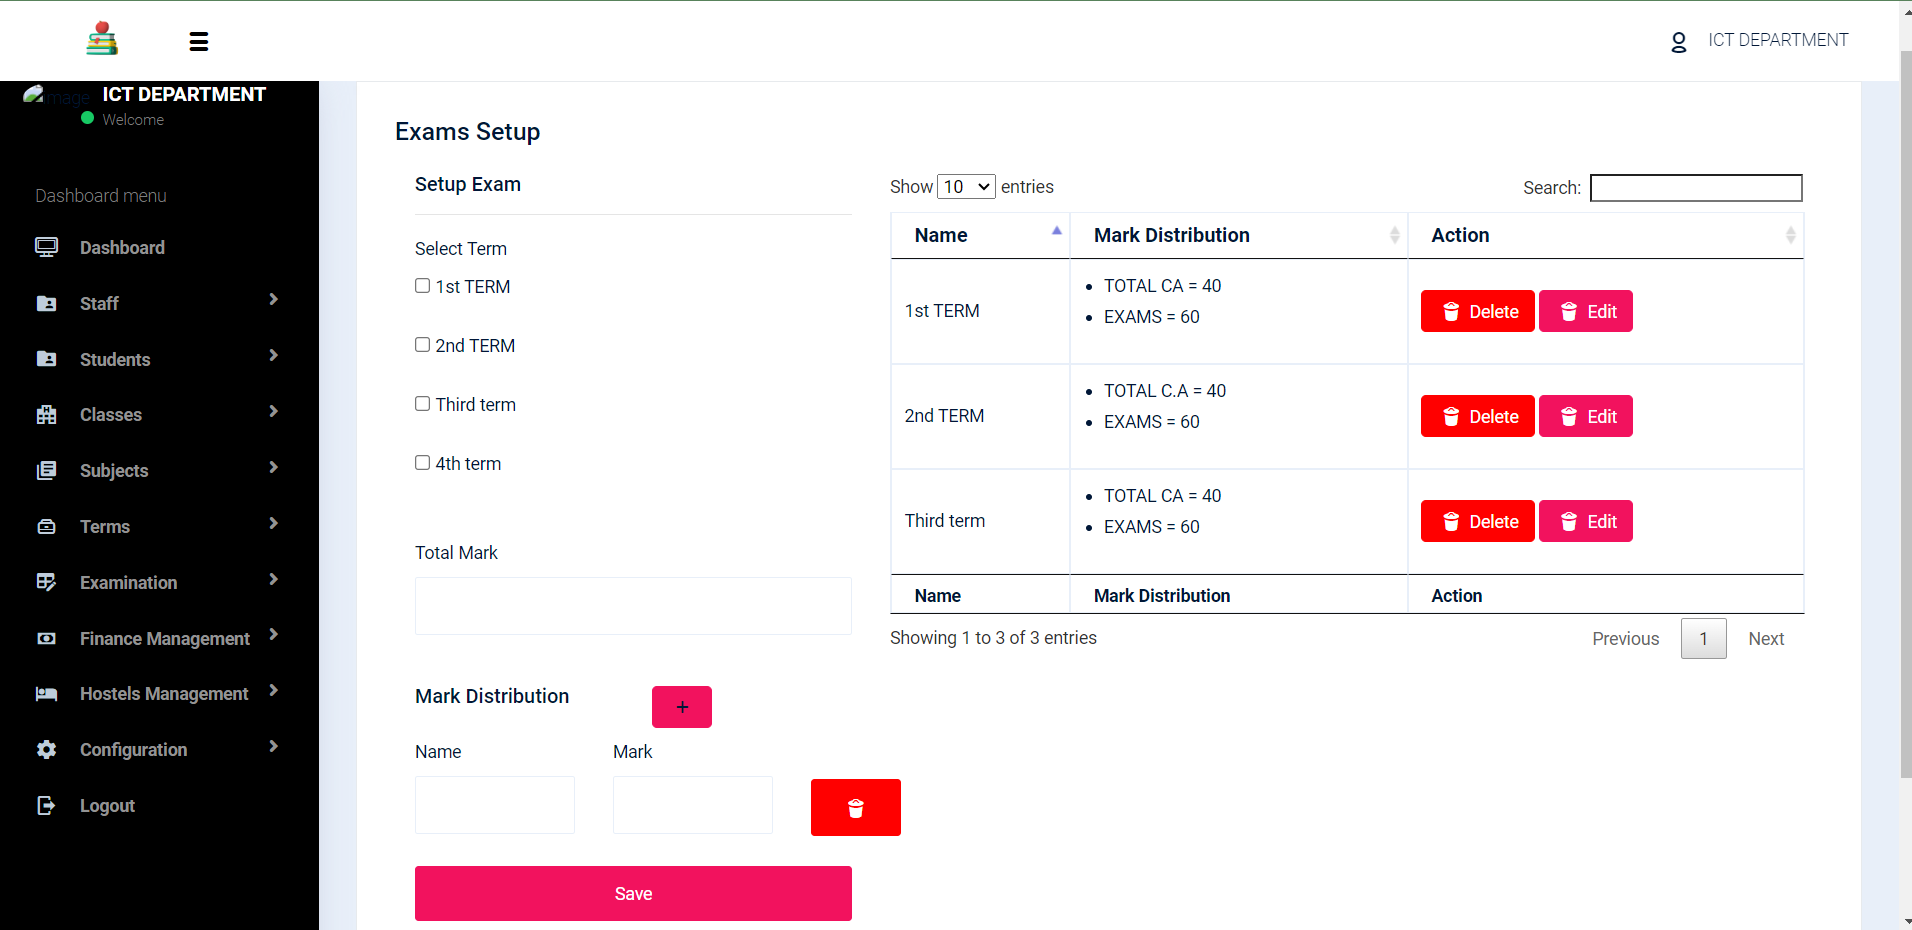 ICT DEPARTMENT
image
ICT DEPARTMENT
Welcome
Dashboard menu
Dashboard
Staff
Students
Classes
Subjects
Terms
Examination
Finance Management
Hostels Management
Configuration
Logout
Exams Setup
Setup Exam
Select Term
1st TERM
2nd TERM
Third term
4th term
Total Mark
Mark Distribution +
Name Mark
Save
Show 10 entries Search:
Name Mark Distribution Action
1st TERM
TOTAL CA = 40
EXAMS = 60
Delete Edit
2nd TERM
TOTAL C.A = 40
EXAMS = 60
Delete Edit
Third term
TOTAL CA = 40
EXAMS = 60
Delete Edit
Name Mark Distribution Action
Showing 1 to 3 of 3 entries Previous 1 Next